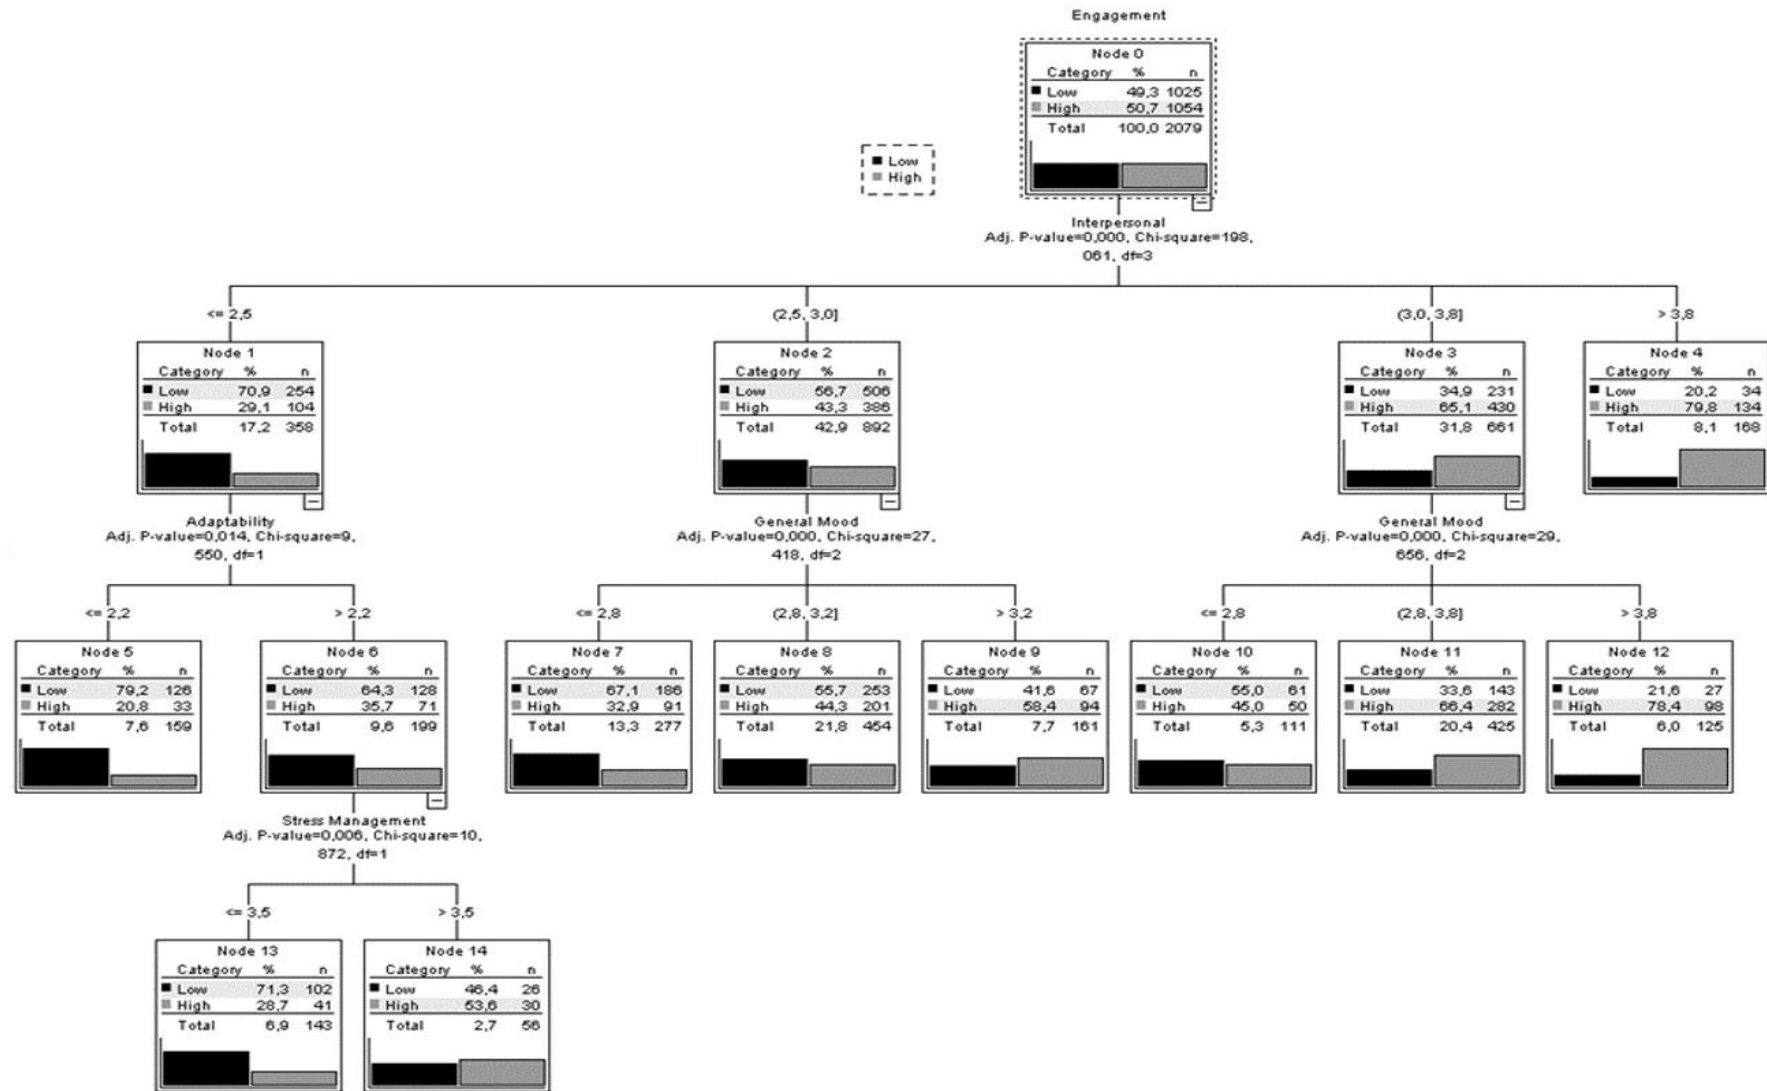 Engagement
Node 0
Category % n
Low 49,3 1025
High 50,7 1054
Total 100,0 2079
Low
High
Interpersonal
Adj. P-value=0,000, Chi-square=198,
061, df=3
<= 2,5
(2,5, 3,0]
(3,0, 3,8]
> 3,8
Node 1
Category % n
Low 70,9 254
High 29,1 104
Total 17,2 358
Node 2
Category % n
Low 56,7 506
High 43,3 386
Total 42,9 892
Node 3
Category % n
Low 34,9 231
High 65,1 430
Total 31,8 661
Node 4
Category % n
Low 20,2 34
High 79,8 134
Total 8,1 168
Adaptability
Adj. P-value=0,014, Chi-square=9,
550, df=1
General Mood
Adj. P-value=0,000, Chi-square=27,
418, df=2
General Mood
Adj. P-value=0,000, Chi-square=29,
656, df=2
<= 2,2
> 2,2
<= 2,8
(2,8, 3,2]
> 3,2
<= 2,8
(2,8, 3,8]
> 3,8
Node 5
Category % n
Low 79,2 126
High 20,8 33
Total 7,6 159
Node 6
Category % n
Low 64,3 128
High 35,7 71
Total 9,6 199
Node 7
Category % n
Low 67,1 186
High 32,9 91
Total 13,3 277
Node 8
Category % n
Low 55,7 253
High 44,3 201
Total 21,8 454
Node 9
Category % n
Low 41,6 67
High 58,4 94
Total 7,7 161
Node 10
Category % n
Low 55,0 61
High 45,0 50
Total 5,3 111
Node 11
Category % n
Low 33,6 143
High 66,4 282
Total 20,4 425
Node 12
Category % n
Low 21,6 27
High 78,4 98
Total 6,0 125
Stress Management
Adj. P-value=0,006, Chi-square=10,
872, df=1
<= 3,5
> 3,5
Node 13
Category % n
Low 71,3 102
High 28,7 41
Total 6,9 143
Node 14
Category % n
Low 46,4 26
High 53,6 30
Total 2,7 56